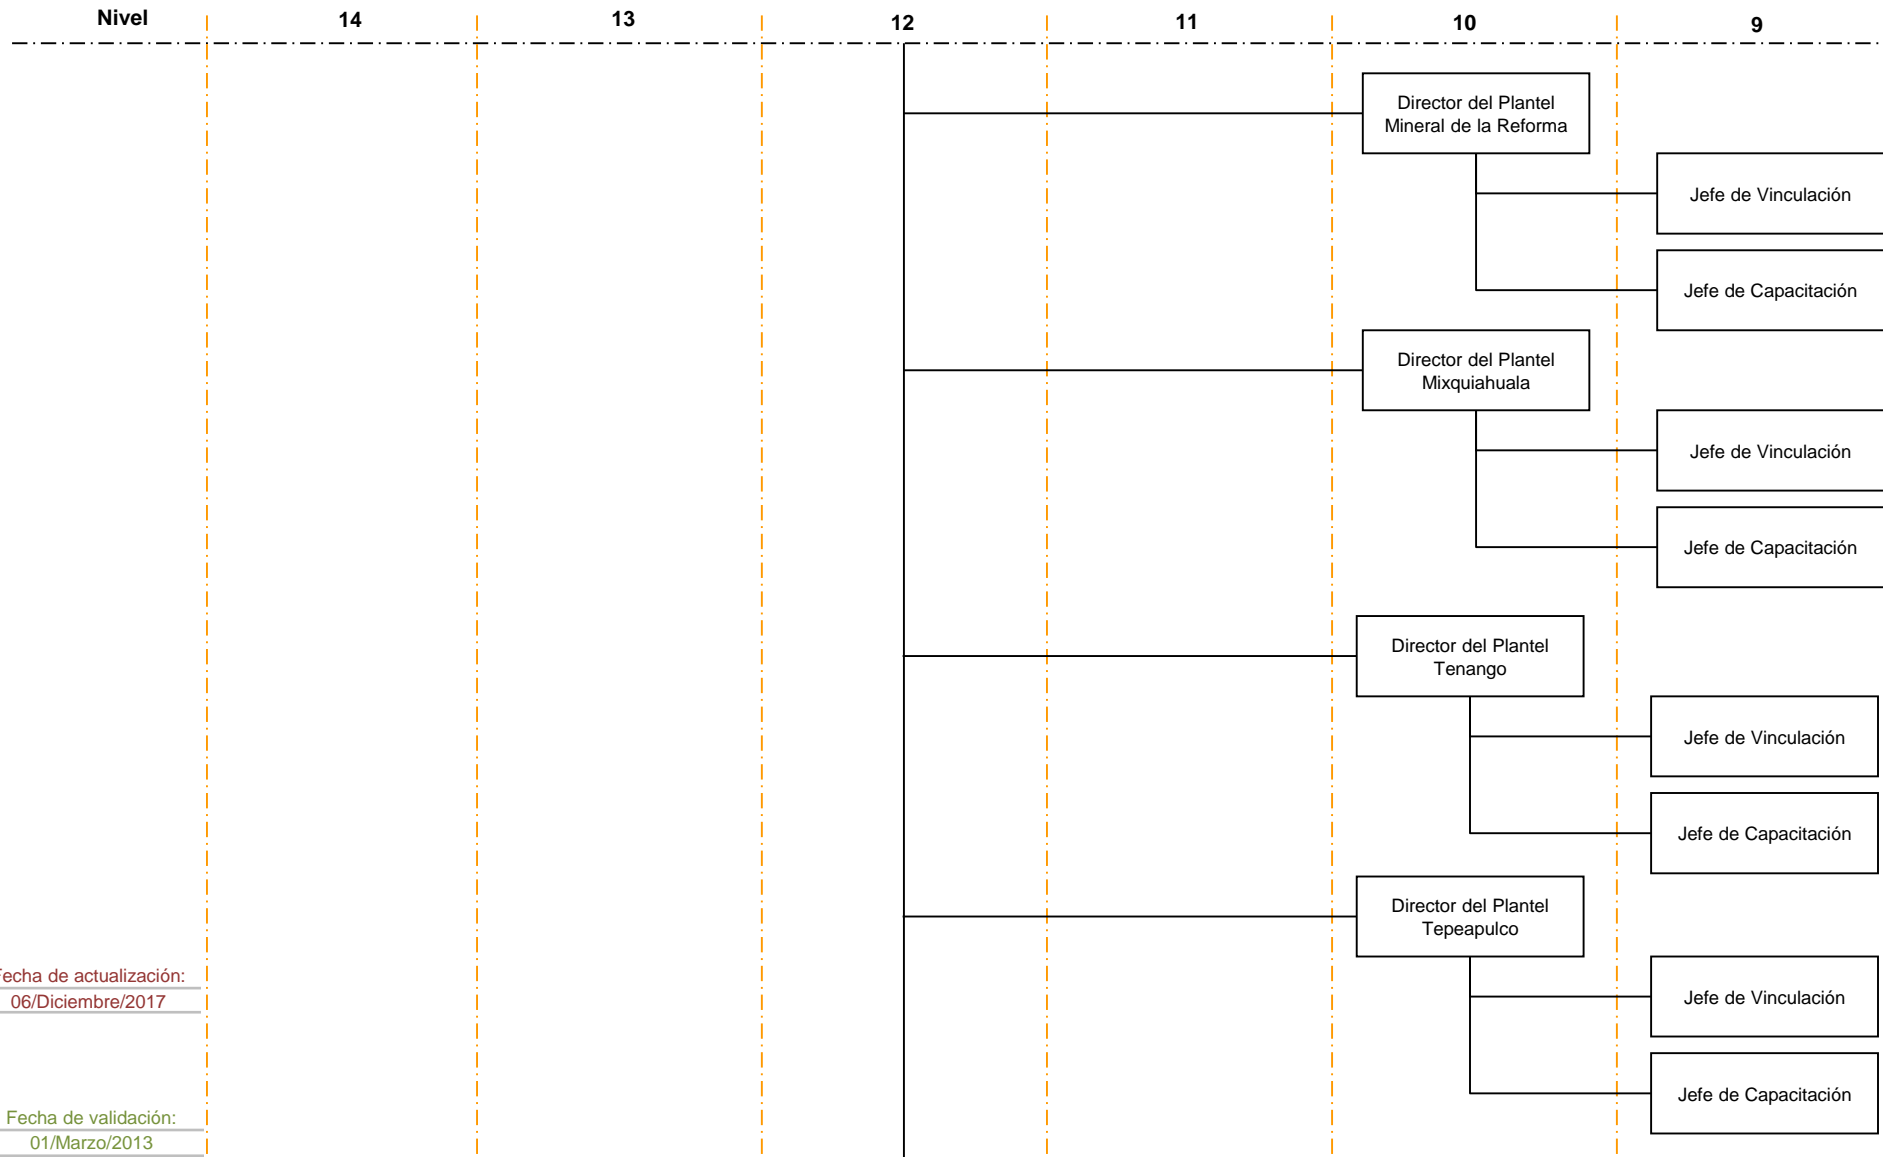 Nivel 14 13 12 11 10 9
Director del Plantel
Mineral de la Reforma
Jefe de Vinculación
Jefe de Capacitación
Director del Plantel
Mixquiahuala
Jefe de Vinculación
Jefe de Capacitación
Director del Plantel
Tenango
Jefe de Vinculación
Jefe de Capacitación
Director del Plantel
Tepeapulco
Jefe de Vinculación
Jefe de Capacitación
Fecha de actualización:
06/Diciembre/2017
Fecha de validación:
01/Marzo/2013